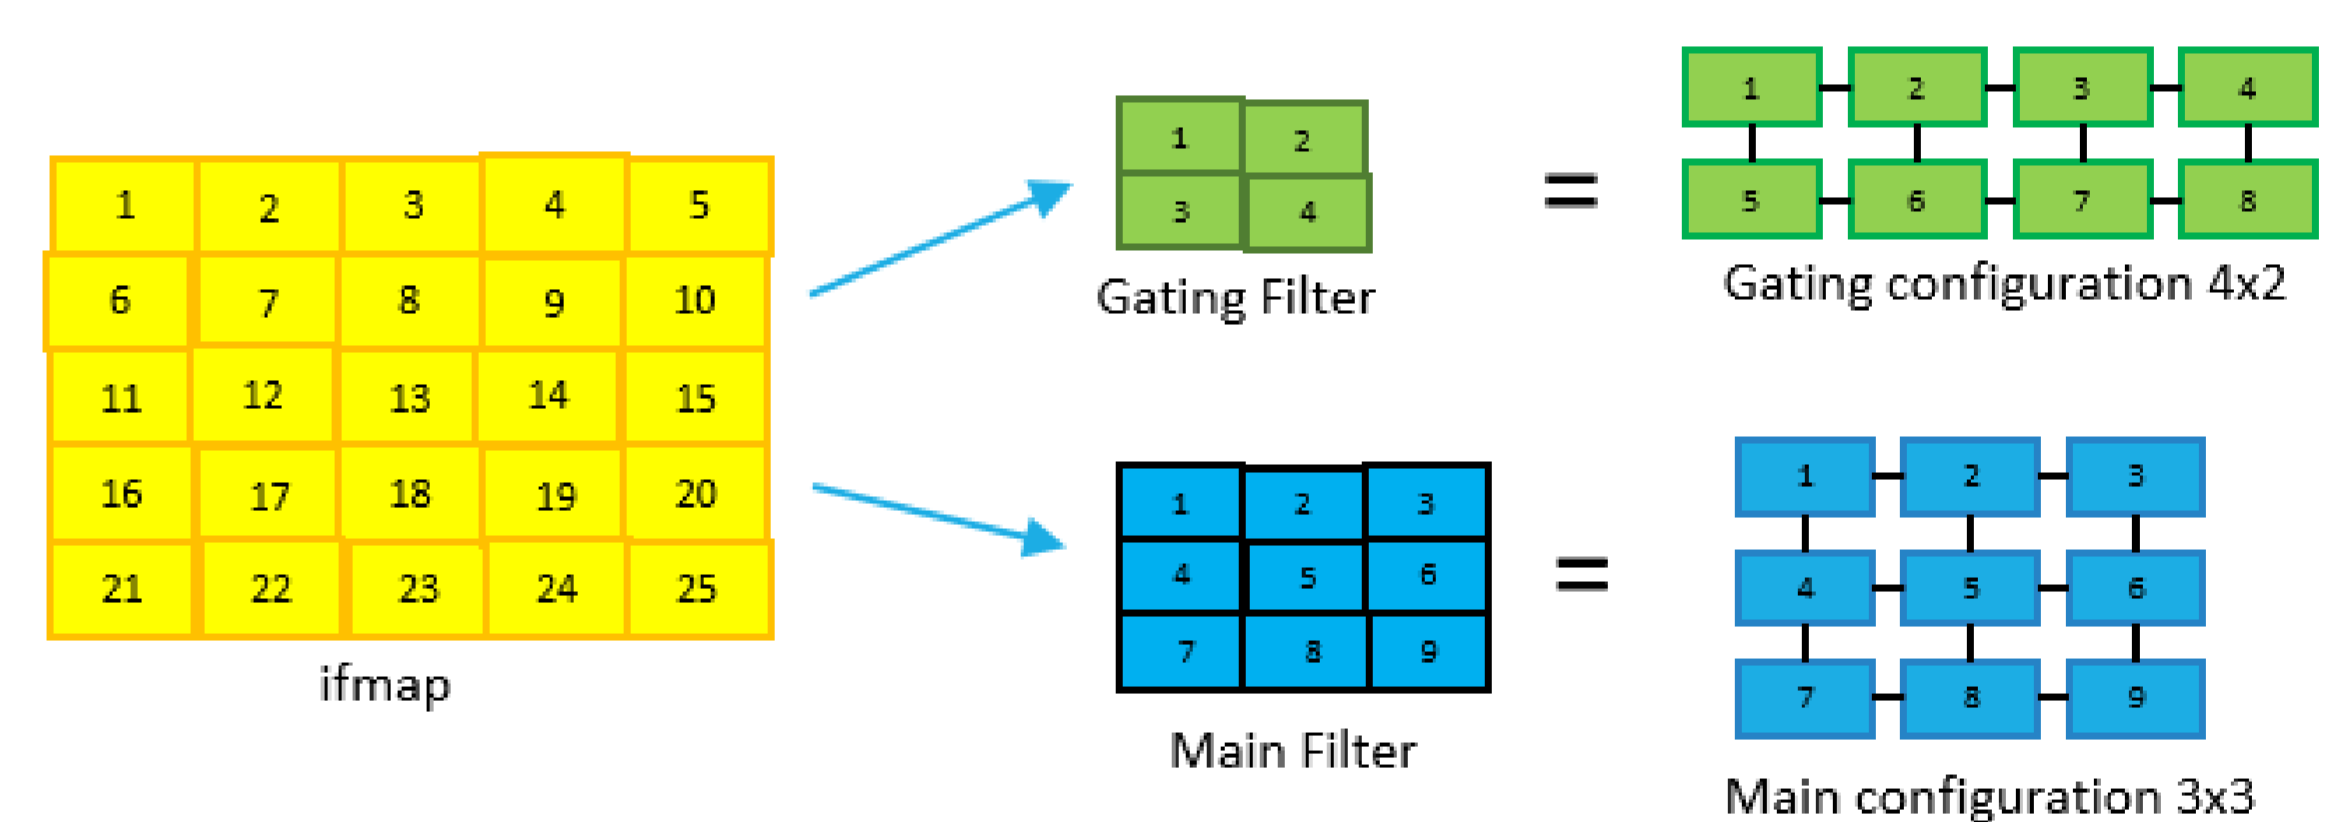 1 2 3 4 5
6 7 8 9 10
11 12 13 14 15
16 17 18 19 20
21 22 23 24 25
ifmap
1 2
3 4
Gating Filter
=
1 2 3 4
5 6 7 8
Gating configuration 4x2
1 2 3
4 5 6
7 8 9
Main Filter
=
1 2 3
4 5 6
7 8 9
Main configuration 3x3